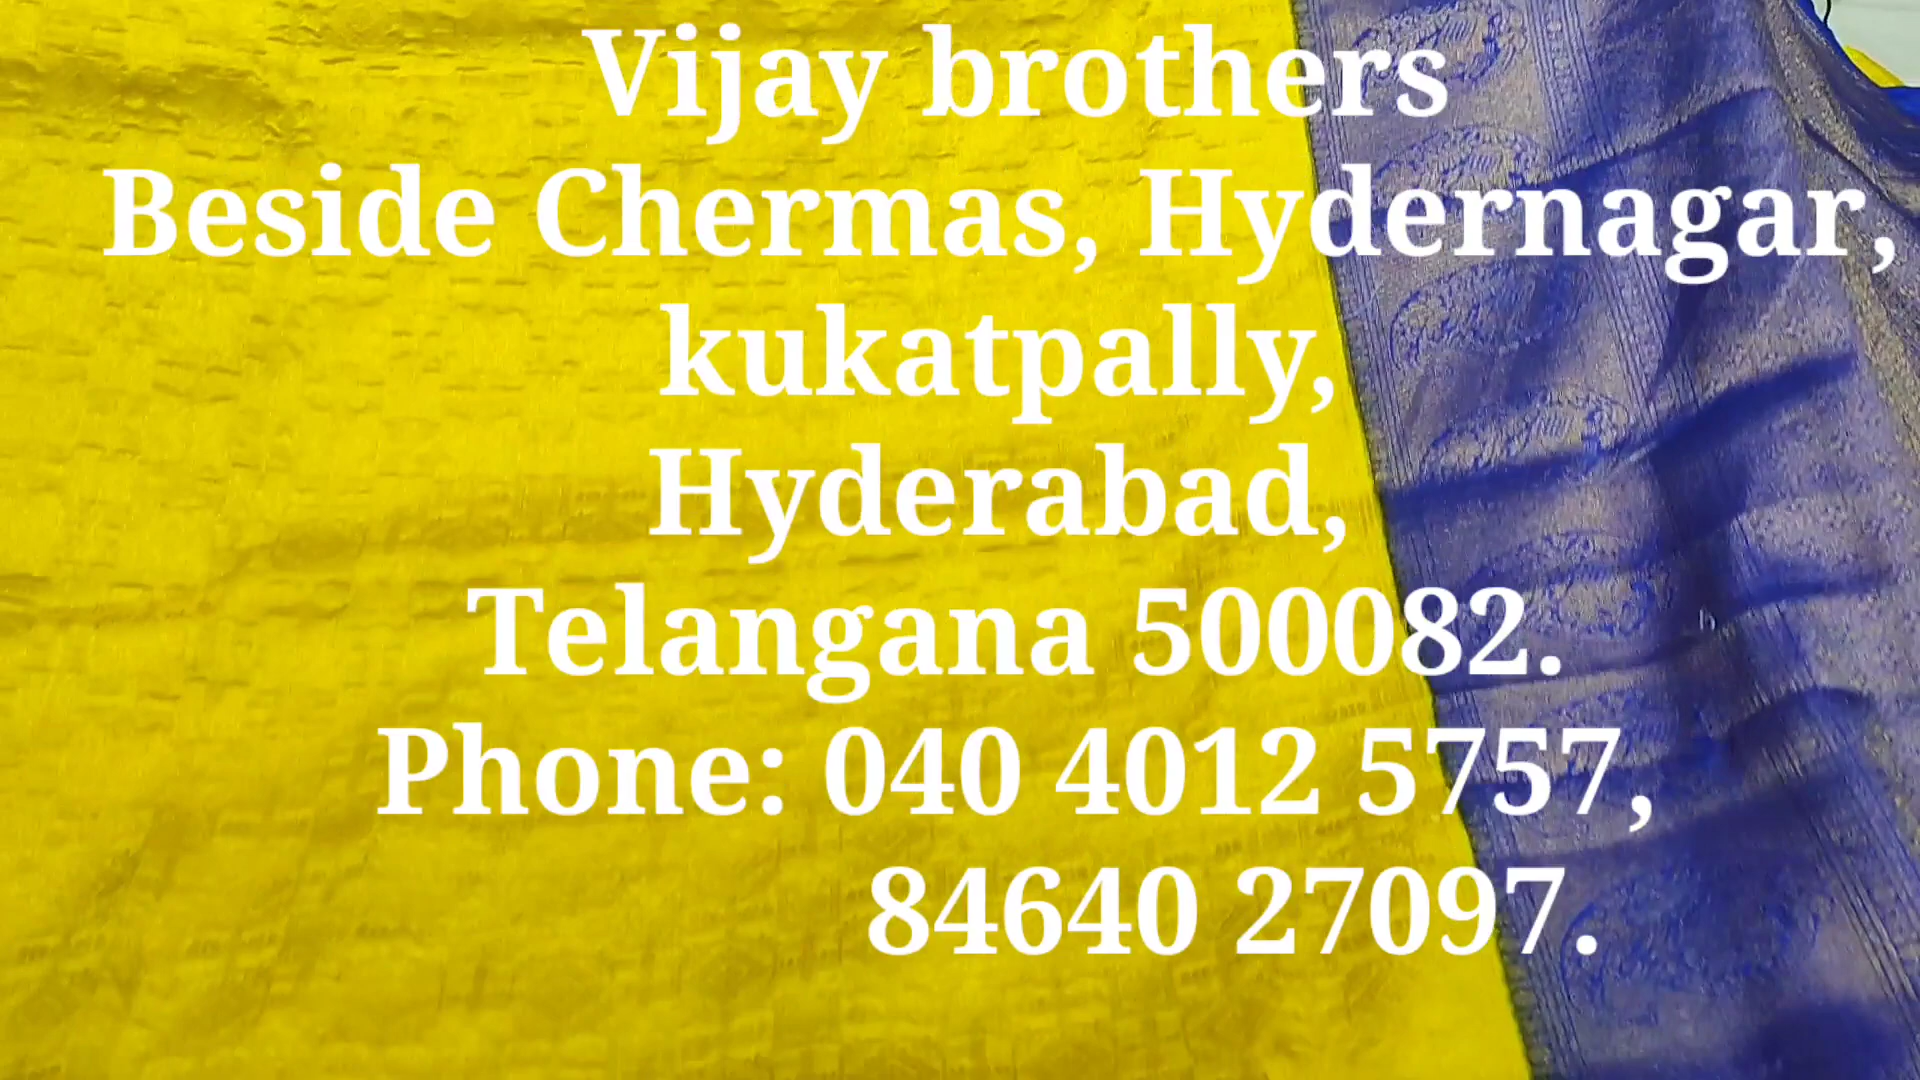 Vijay brothers
Beside Chermas, Hydernagar,
kukatpally,
Hyderabad,
Telangana 500082.
Phone: 040 4012 5757,
84640 27097.